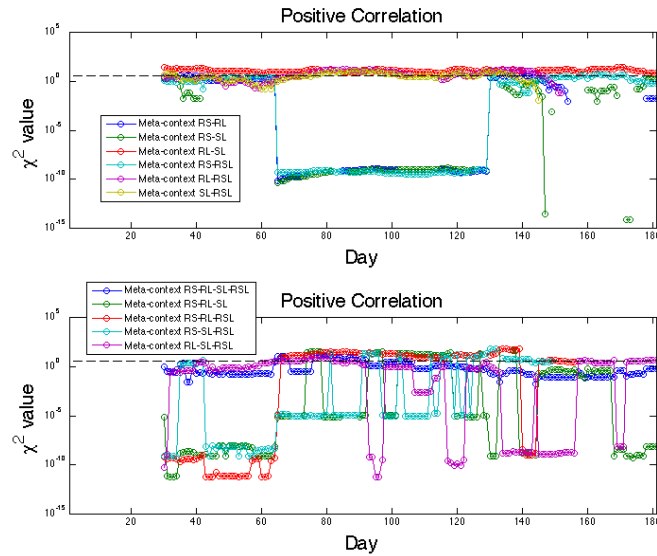 Positive Correlation
10^5
10^0
10^-5
10^-10
10^-15
χ² value
Meta-context RS-RL
Meta-context RS-SL
Meta-context RL-SL
Meta-context RS-RSL
Meta-context RL-RSL
Meta-context SL-RSL
20 40 60 80 100 120 140 160 180
Day
Positive Correlation
10^5
10^0
10^-5
10^-10
10^-15
χ² value
Meta-context RS-RL-SL-RSL
Meta-context RS-RL-SL
Meta-context RS-RL-RSL
Meta-context RS-SL-RSL
Meta-context RL-SL-RSL
20 40 60 80 100 120 140 160 180
Day